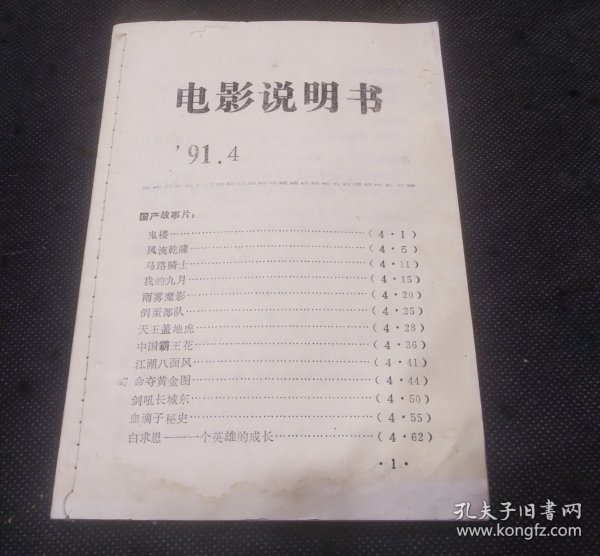 电影说明书
'91.4
国产故事片：
鬼楼……………………………………（4·1）
风流乾隆………………………………（4·5）
马路骑士………………………………（4·11）
我的九月………………………………（4·15）
雨雾魔影………………………………（4·20）
倒蛋部队………………………………（4·25）
天王盖地虎……………………………（4·28）
中国霸王花……………………………（4·36）
江湖八面风……………………………（4·41）
命夺黄金图……………………………（4·44）
剑吼长城东……………………………（4·50）
血滴子秘史……………………………（4·55）
白求恩——一个英雄的成长……………（4·62）
·1·
孔夫子旧书网
www.kongfz.com